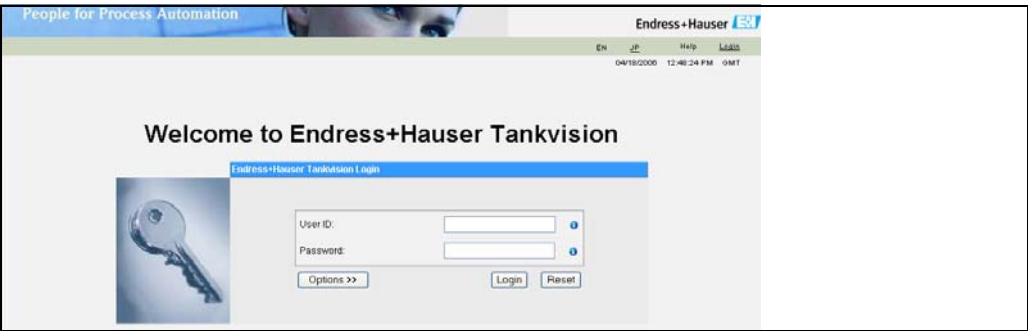 People for Process Automation
Endress+Hauser EH
EN JP Help Login
04/18/2006 12:48:24 PM GMT
Welcome to Endress+Hauser Tankvision
Endress+Hauser Tankvision Login
User ID:
Password:
Options >> Login Reset